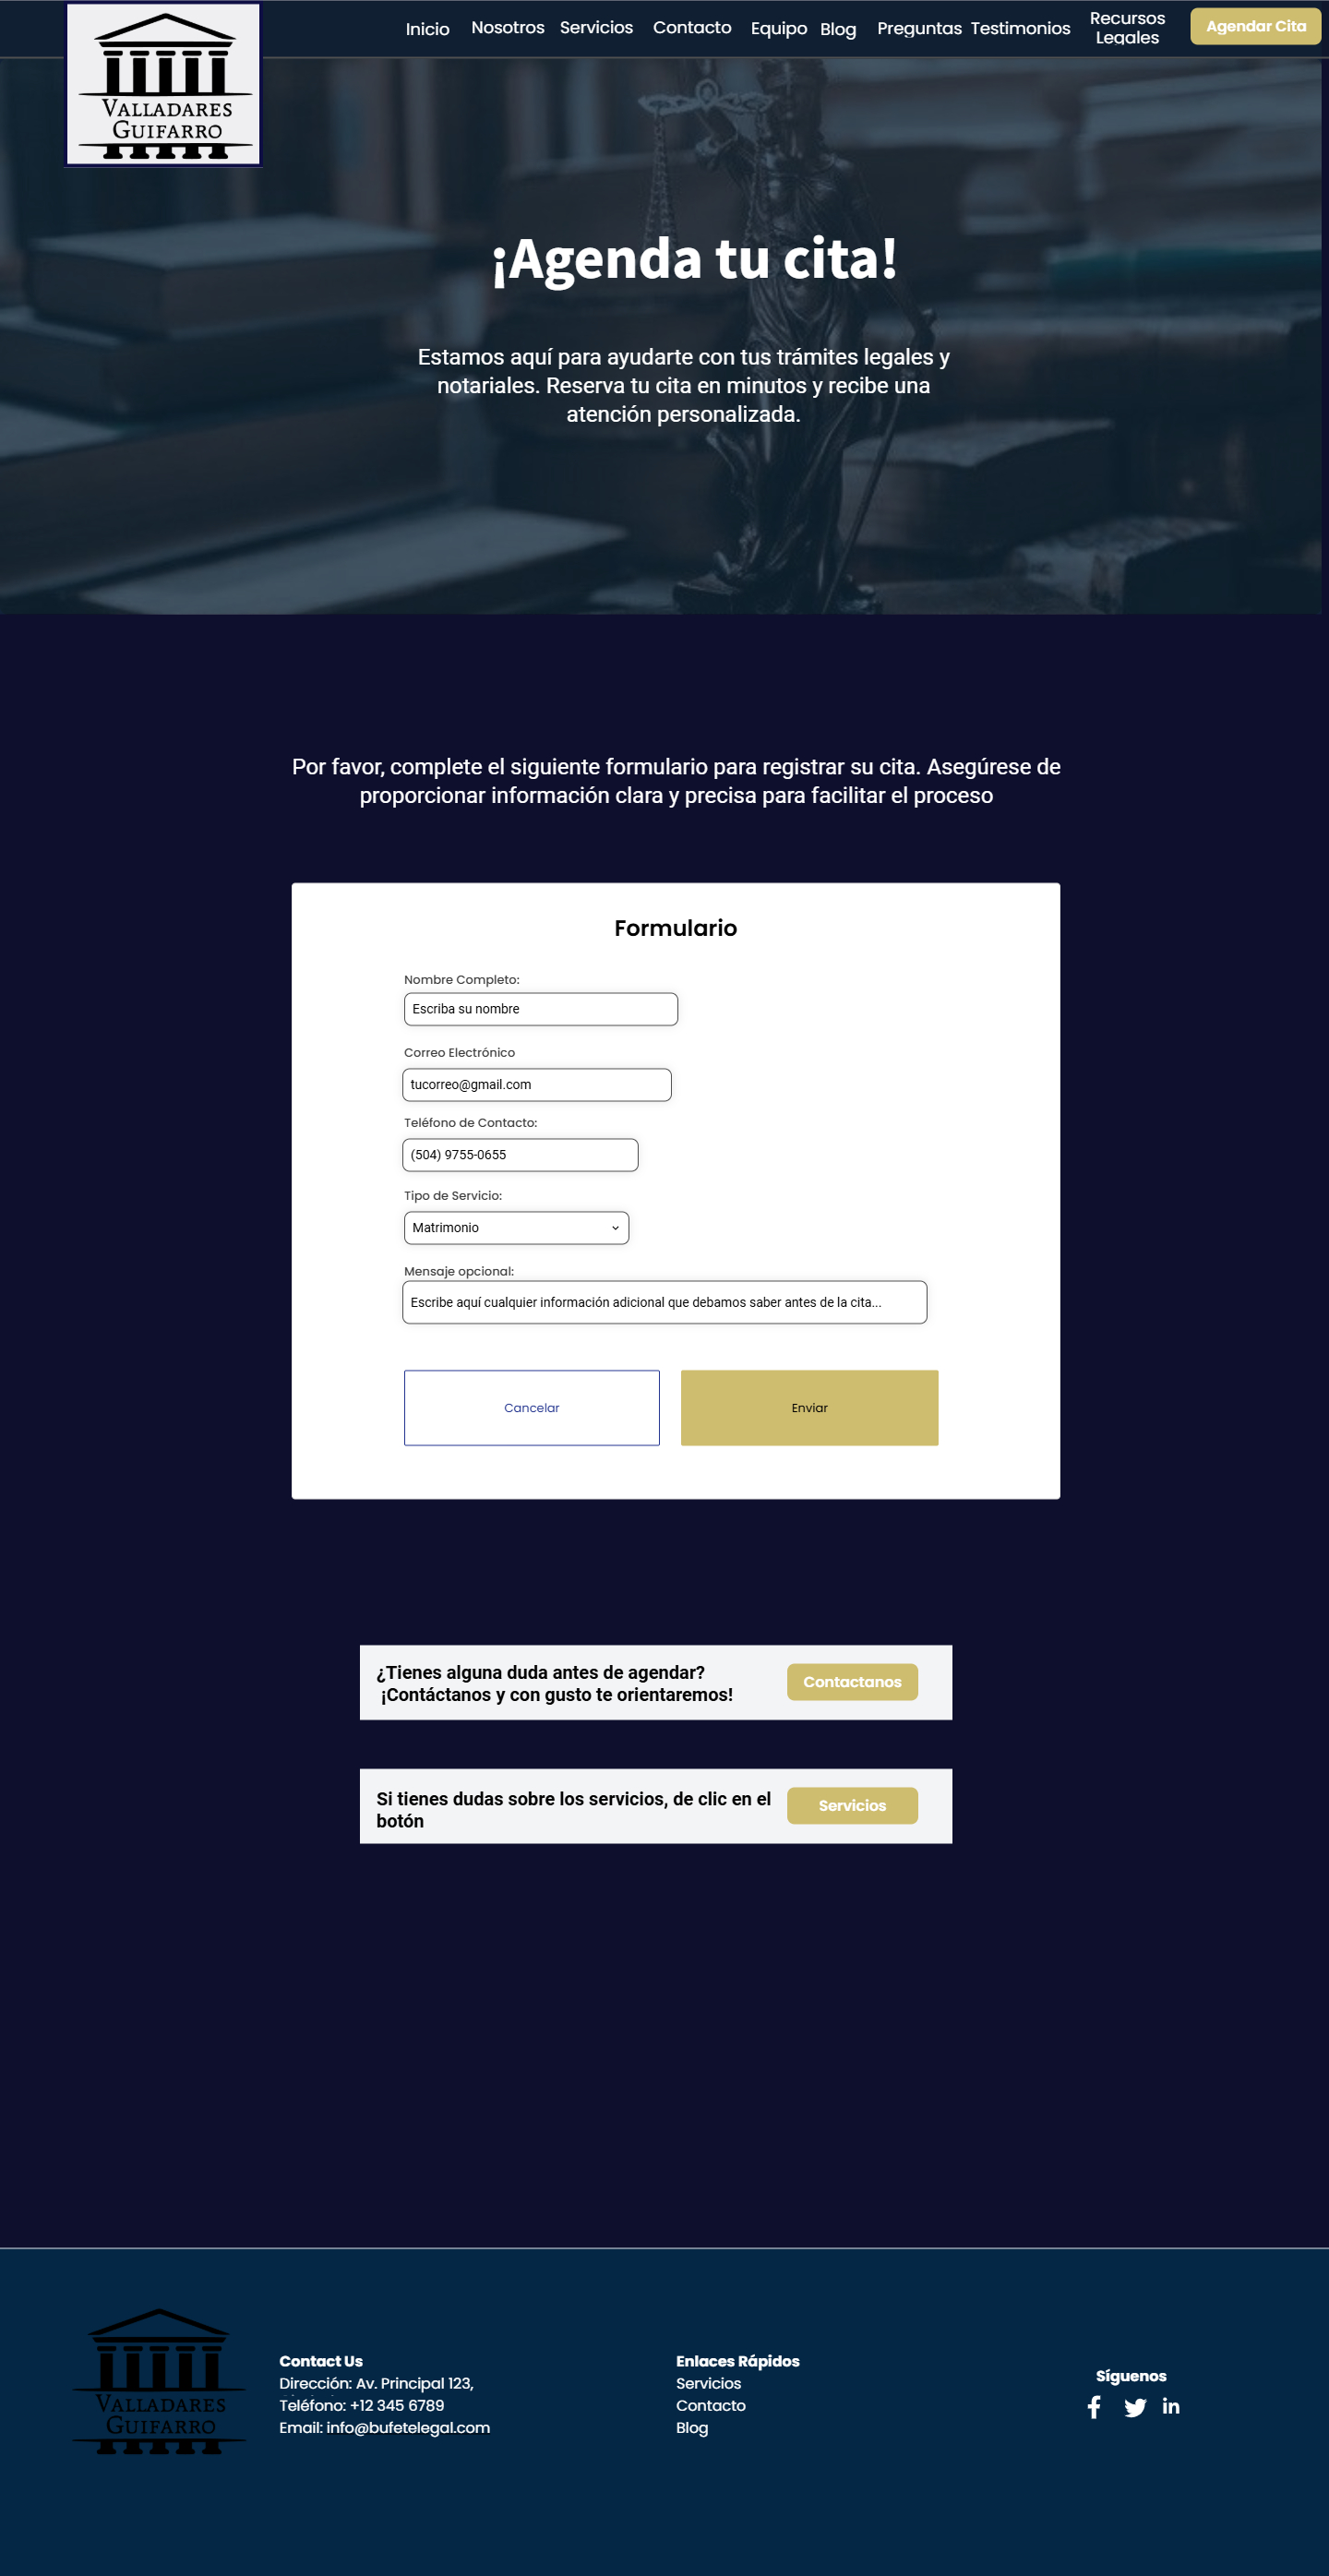 Inicio
Nosotros
Servicios
Contacto
Equipo
Blog
Preguntas
Testimonios
Recursos
Legales
Agendar Cita
VALLADARES
GUIFARRO
¡Agenda tu cita!
Estamos aquí para ayudarte con tus trámites legales y
notariales. Reserva tu cita en minutos y recibe una
atención personalizada.
Por favor, complete el siguiente formulario para registrar su cita. Asegúrese de
proporcionar información clara y precisa para facilitar el proceso
Formulario
Nombre Completo:
Escriba su nombre
Correo Electrónico
tucorreo@gmail.com
Teléfono de Contacto:
(504) 9755-0655
Tipo de Servicio:
Matrimonio
Mensaje opcional:
Escribe aquí cualquier información adicional que debamos saber antes de la cita...
Cancelar
Enviar
¿Tienes alguna duda antes de agendar?
¡Contáctanos y con gusto te orientaremos!
Contactanos
Si tienes dudas sobre los servicios, de clic en el
botón
Servicios
VALLADARES
GUIFARRO
Contact Us
Dirección: Av. Principal 123,
Teléfono: +12 345 6789
Email: info@bufetelegal.com
Enlaces Rápidos
Servicios
Contacto
Blog
Síguenos